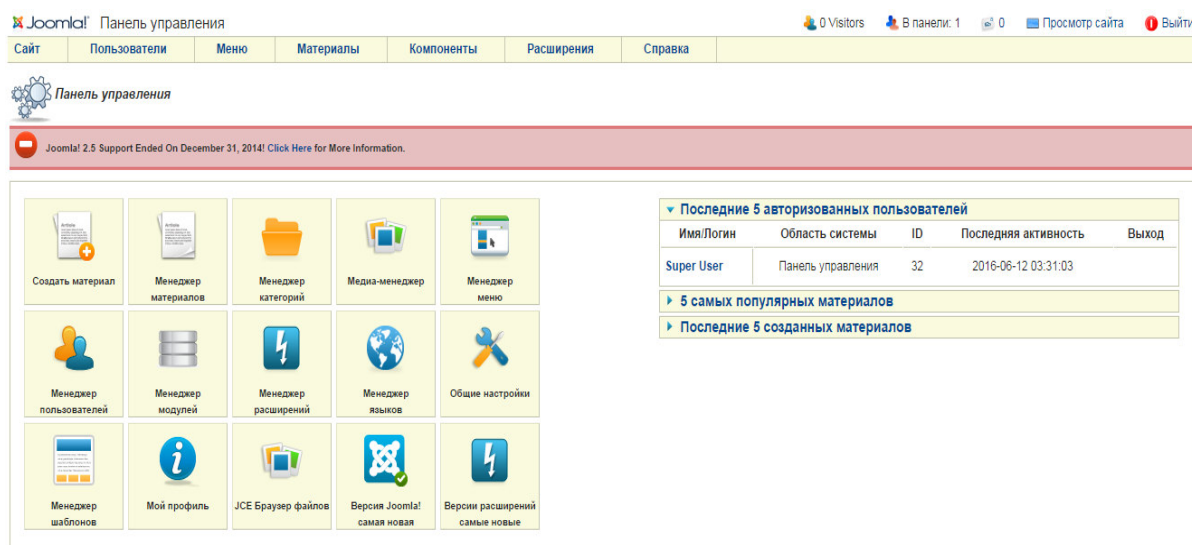 Joomla! Панель управления 0 Visitors В панели: 1 0 Просмотр сайта Выйти
Сайт Пользователи Меню Материалы Компоненты Расширения Справка
Панель управления
Joomla! 2.5 Support Ended On December 31, 2014! Click Here for More Information.
Создать материал
Менеджер
материалов
Менеджер
категорий
Медиа-менеджер
Менеджер
меню
Менеджер
пользователей
Менеджер
модулей
Менеджер
расширений
Менеджер
языков
Общие настройки
Менеджер
шаблонов
Мой профиль
JCE Браузер файлов
Версия Joomla!
самая новая
Версии расширений
самые новые
Последние 5 авторизованных пользователей
Имя/Логин Область системы ID Последняя активность Выход
Super User Панель управления 32 2016-06-12 03:31:03
5 самых популярных материалов
Последние 5 созданных материалов